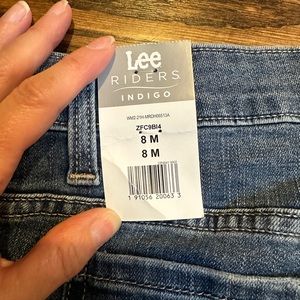 Lee
RIDERS
INDIGO
ZFC9BI4
8 M
8 M
1 91056 20063 3